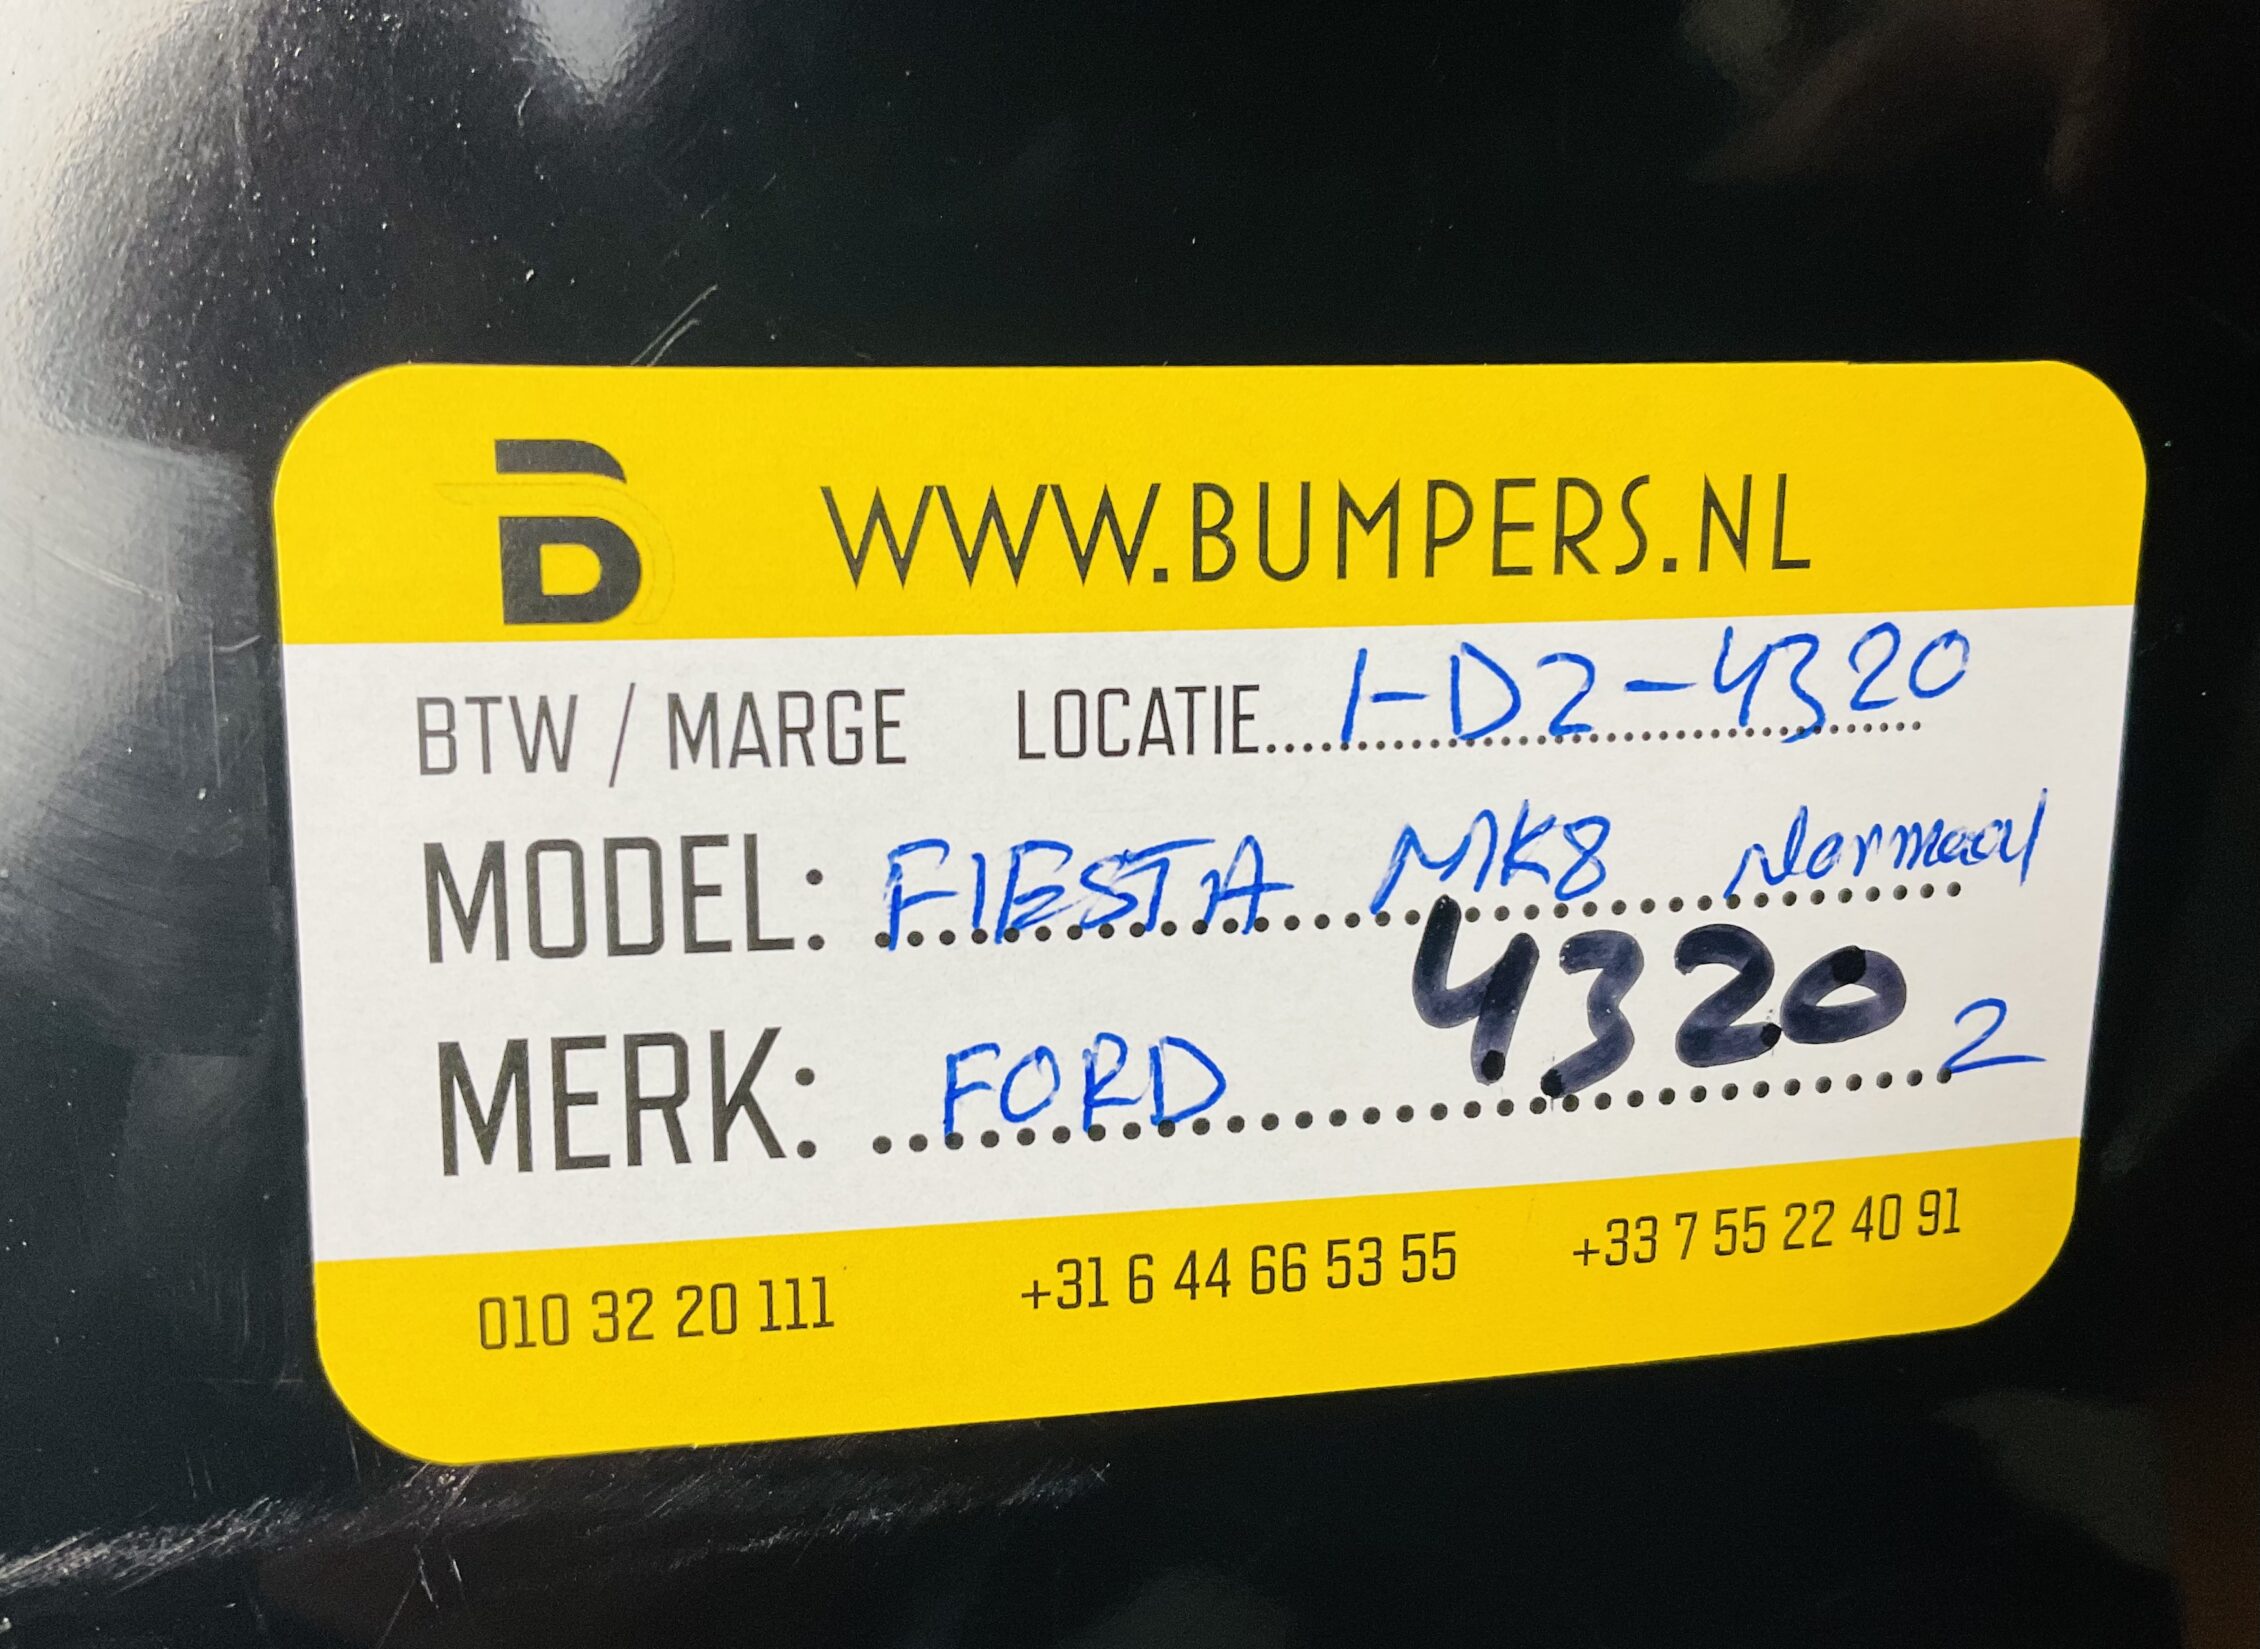 B WWW.BUMPERS.NL
BTW / MARGE LOCATIE....1-D2-4320
MODEL: FIESTA MK8 Normaal
4320
MERK: FORD 2
010 32 20 111 +31 6 44 66 53 55 +33 7 55 22 40 91